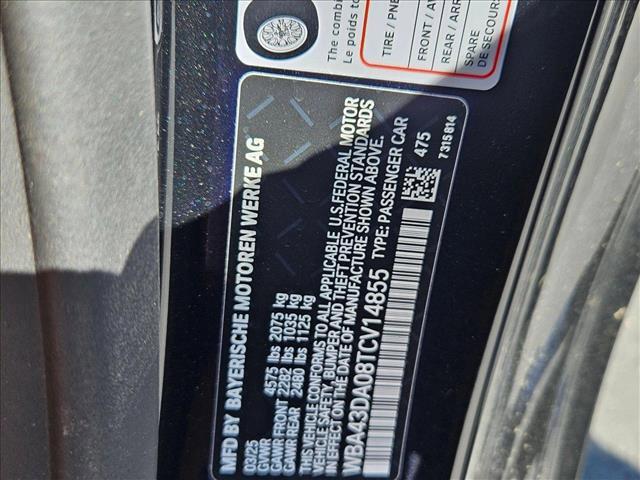 The comb
Le poids to
TIRE / PNE
FRONT / AV
REAR / ARR
SPARE
DE SECOURS
MFD BY BAYERISCHE MOTOREN WERKE AG
03/25
GVWR 4575 lbs 2075 kg
GAWR FRONT 2282 lbs 1035 kg
GAWR REAR 2480 lbs 1125 kg
THIS VEHICLE CONFORMS TO ALL APPLICABLE U.S.FEDERAL MOTOR
VEHICLE SAFETY, BUMPER AND THEFT PREVENTION STANDARDS
IN EFFECT ON THE DATE OF MANUFACTURE SHOWN ABOVE.
WBA43DA08TCV14855 TYPE: PASSENGER CAR
475
7315814